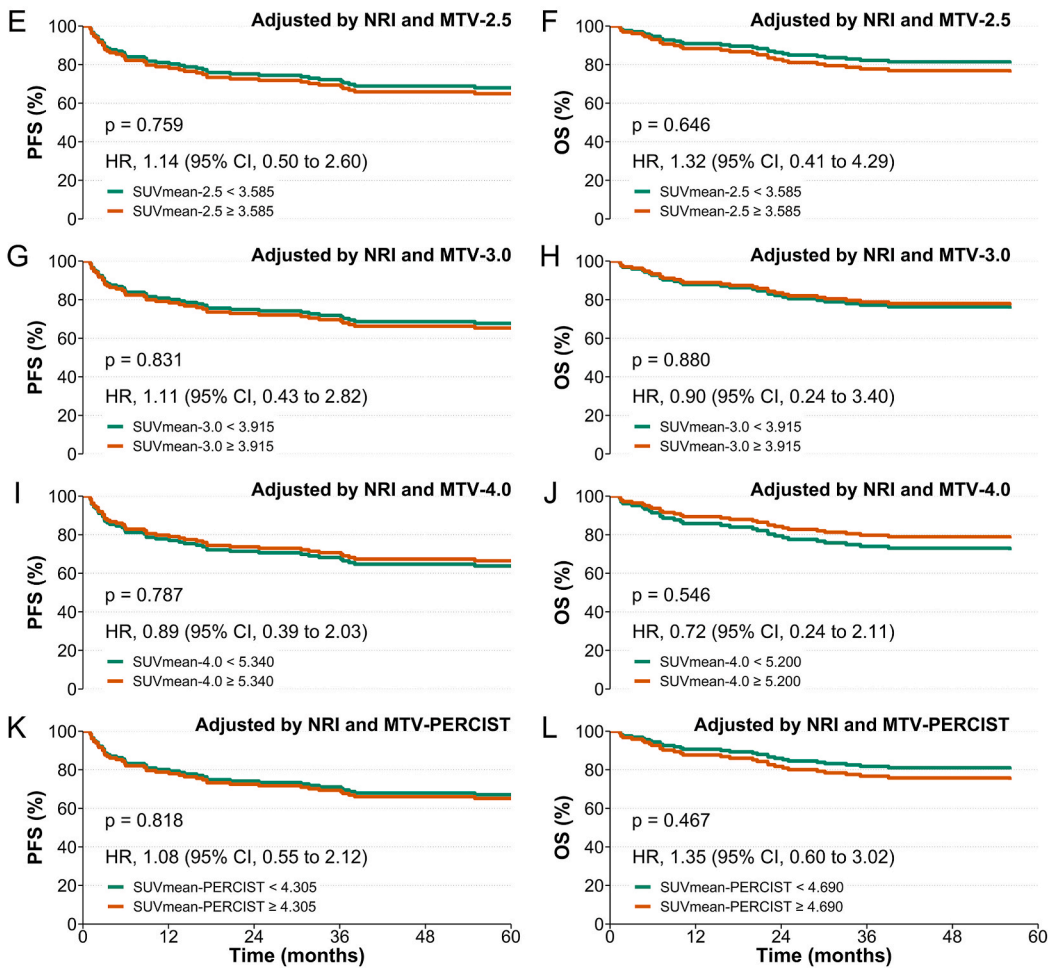 E
Adjusted by NRI and MTV-2.5
PFS (%)
100
80
60
40
20
0
p = 0.759
HR, 1.14 (95% CI, 0.50 to 2.60)
SUVmean-2.5 < 3.585
SUVmean-2.5 ≥ 3.585
F
Adjusted by NRI and MTV-2.5
OS (%)
100
80
60
40
20
0
p = 0.646
HR, 1.32 (95% CI, 0.41 to 4.29)
SUVmean-2.5 < 3.585
SUVmean-2.5 ≥ 3.585
G
Adjusted by NRI and MTV-3.0
PFS (%)
100
80
60
40
20
0
p = 0.831
HR, 1.11 (95% CI, 0.43 to 2.82)
SUVmean-3.0 < 3.915
SUVmean-3.0 ≥ 3.915
H
Adjusted by NRI and MTV-3.0
OS (%)
100
80
60
40
20
0
p = 0.880
HR, 0.90 (95% CI, 0.24 to 3.40)
SUVmean-3.0 < 3.915
SUVmean-3.0 ≥ 3.915
I
Adjusted by NRI and MTV-4.0
PFS (%)
100
80
60
40
20
0
p = 0.787
HR, 0.89 (95% CI, 0.39 to 2.03)
SUVmean-4.0 < 5.340
SUVmean-4.0 ≥ 5.340
J
Adjusted by NRI and MTV-4.0
OS (%)
100
80
60
40
20
0
p = 0.546
HR, 0.72 (95% CI, 0.24 to 2.11)
SUVmean-4.0 < 5.200
SUVmean-4.0 ≥ 5.200
K
Adjusted by NRI and MTV-PERCIST
PFS (%)
100
80
60
40
20
0
p = 0.818
HR, 1.08 (95% CI, 0.55 to 2.12)
SUVmean-PERCIST < 4.305
SUVmean-PERCIST ≥ 4.305
0 12 24 36 48 60
Time (months)
L
Adjusted by NRI and MTV-PERCIST
OS (%)
100
80
60
40
20
0
p = 0.467
HR, 1.35 (95% CI, 0.60 to 3.02)
SUVmean-PERCIST < 4.690
SUVmean-PERCIST ≥ 4.690
0 12 24 36 48 60
Time (months)